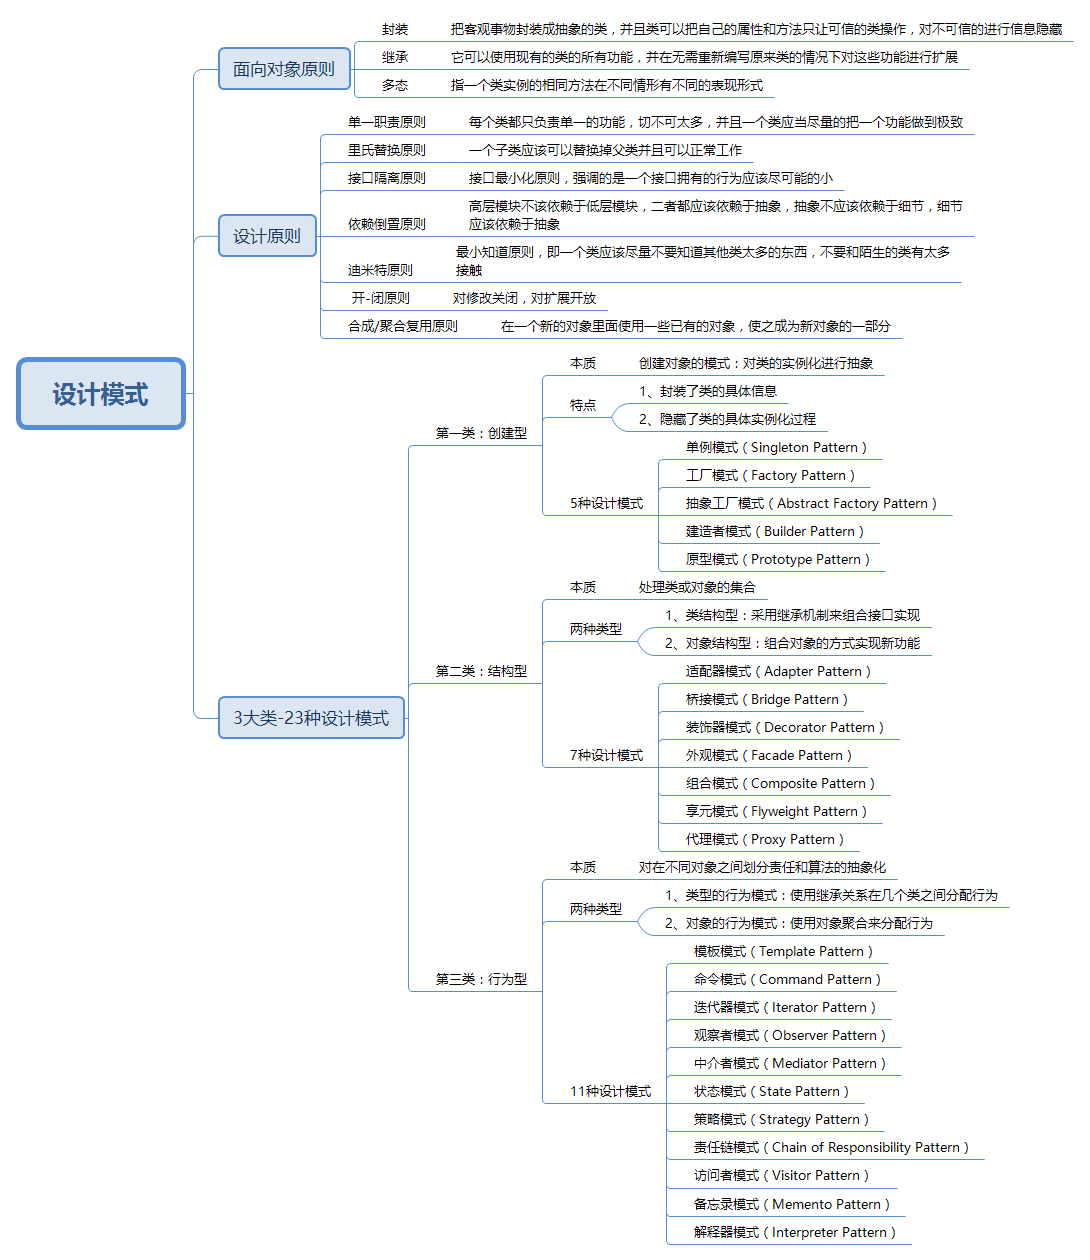 设计模式
面向对象原则
封装
把客观事物封装成抽象的类，并且类可以把自己的属性和方法只让可信的类操作，对不可信的进行信息隐藏
继承
它可以使用现有的类的所有功能，并在无需重新编写原来类的情况下对这些功能进行扩展
多态
指一个类实例的相同方法在不同情形有不同的表现形式
设计原则
单一职责原则
每个类都只负责单一的功能，切不可太多，并且一个类应当尽量的把一个功能做到极致
里氏替换原则
一个子类应该可以替换掉父类并且可以正常工作
接口隔离原则
接口最小化原则，强调的是一个接口拥有的行为应该尽可能的小
依赖倒置原则
高层模块不该依赖于低层模块，二者都应该依赖于抽象，抽象不应该依赖于细节，细节
应该依赖于抽象
迪米特原则
最小知道原则，即一个类应该尽量不要知道其他类太多的东西，不要和陌生的类有太多
接触
开-闭原则
对修改关闭，对扩展开放
合成/聚合复用原则
在一个新的对象里面使用一些已有的对象，使之成为新对象的一部分
3大类-23种设计模式
第一类：创建型
本质
创建对象的模式：对类的实例化进行抽象
特点
1、封装了类的具体信息
2、隐藏了类的具体实例化过程
5种设计模式
单例模式（Singleton Pattern）
工厂模式（Factory Pattern）
抽象工厂模式（Abstract Factory Pattern）
建造者模式（Builder Pattern）
原型模式（Prototype Pattern）
第二类：结构型
本质
处理类或对象的集合
两种类型
1、类结构型：采用继承机制来组合接口实现
2、对象结构型：组合对象的方式实现新功能
7种设计模式
适配器模式（Adapter Pattern）
桥接模式（Bridge Pattern）
装饰器模式（Decorator Pattern）
外观模式（Facade Pattern）
组合模式（Composite Pattern）
享元模式（Flyweight Pattern）
代理模式（Proxy Pattern）
第三类：行为型
本质
对在不同对象之间划分责任和算法的抽象化
两种类型
1、类型的行为模式：使用继承关系在几个类之间分配行为
2、对象的行为模式：使用对象聚合来分配行为
11种设计模式
模板模式（Template Pattern）
命令模式（Command Pattern）
迭代器模式（Iterator Pattern）
观察者模式（Observer Pattern）
中介者模式（Mediator Pattern）
状态模式（State Pattern）
策略模式（Strategy Pattern）
责任链模式（Chain of Responsibility Pattern）
访问者模式（Visitor Pattern）
备忘录模式（Memento Pattern）
解释器模式（Interpreter Pattern）